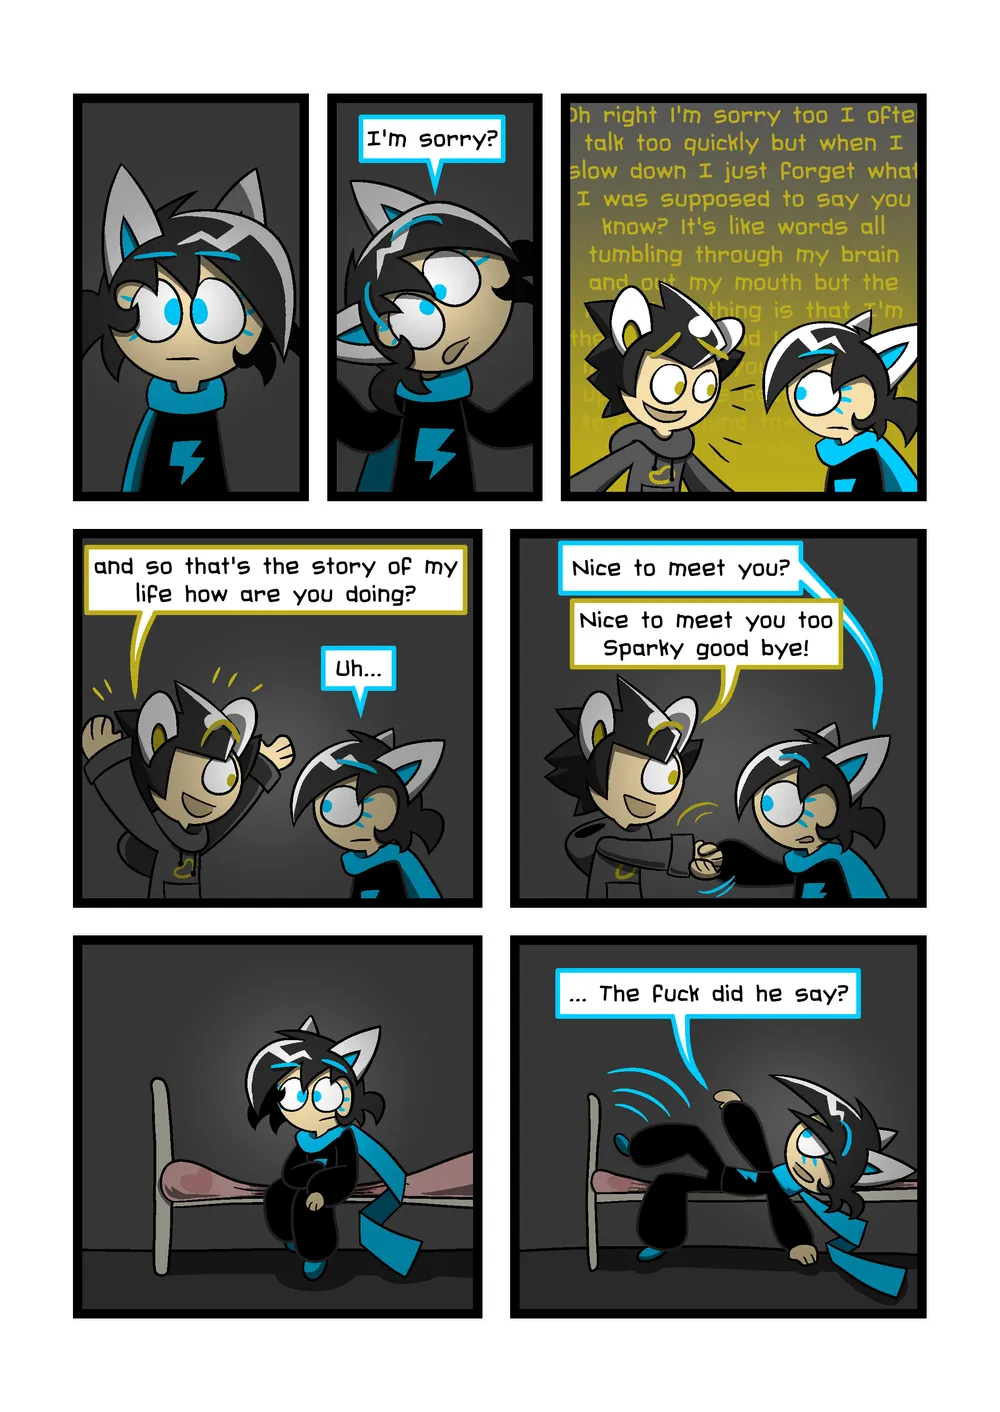 I'm sorry?
Oh right I'm sorry too I often
talk too quickly but when I
slow down I just forget what
I was supposed to say you
know? It's like words all
tumbling through my brain
and out my mouth but the
thing is that I'm
and so that's the story of my
life how are you doing?
Uh...
Nice to meet you?
Nice to meet you too
Sparky good bye!
... The fuck did he say?